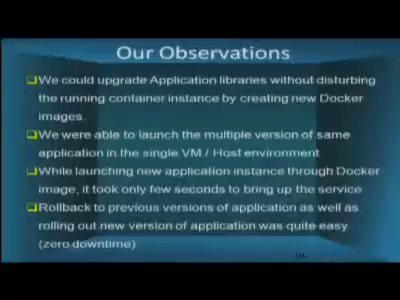 Our Observations
We could upgrade Application libraries without disturbing
the running container instance by creating new Docker
images.
We were able to launch the multiple version of same
application in the single VM / Host environment
While launching new application instance through Docker
image, it took only few seconds to bring up the service
Rollback to previous versions of application as well as
rolling out new version of application was quite easy
(zero downtime)